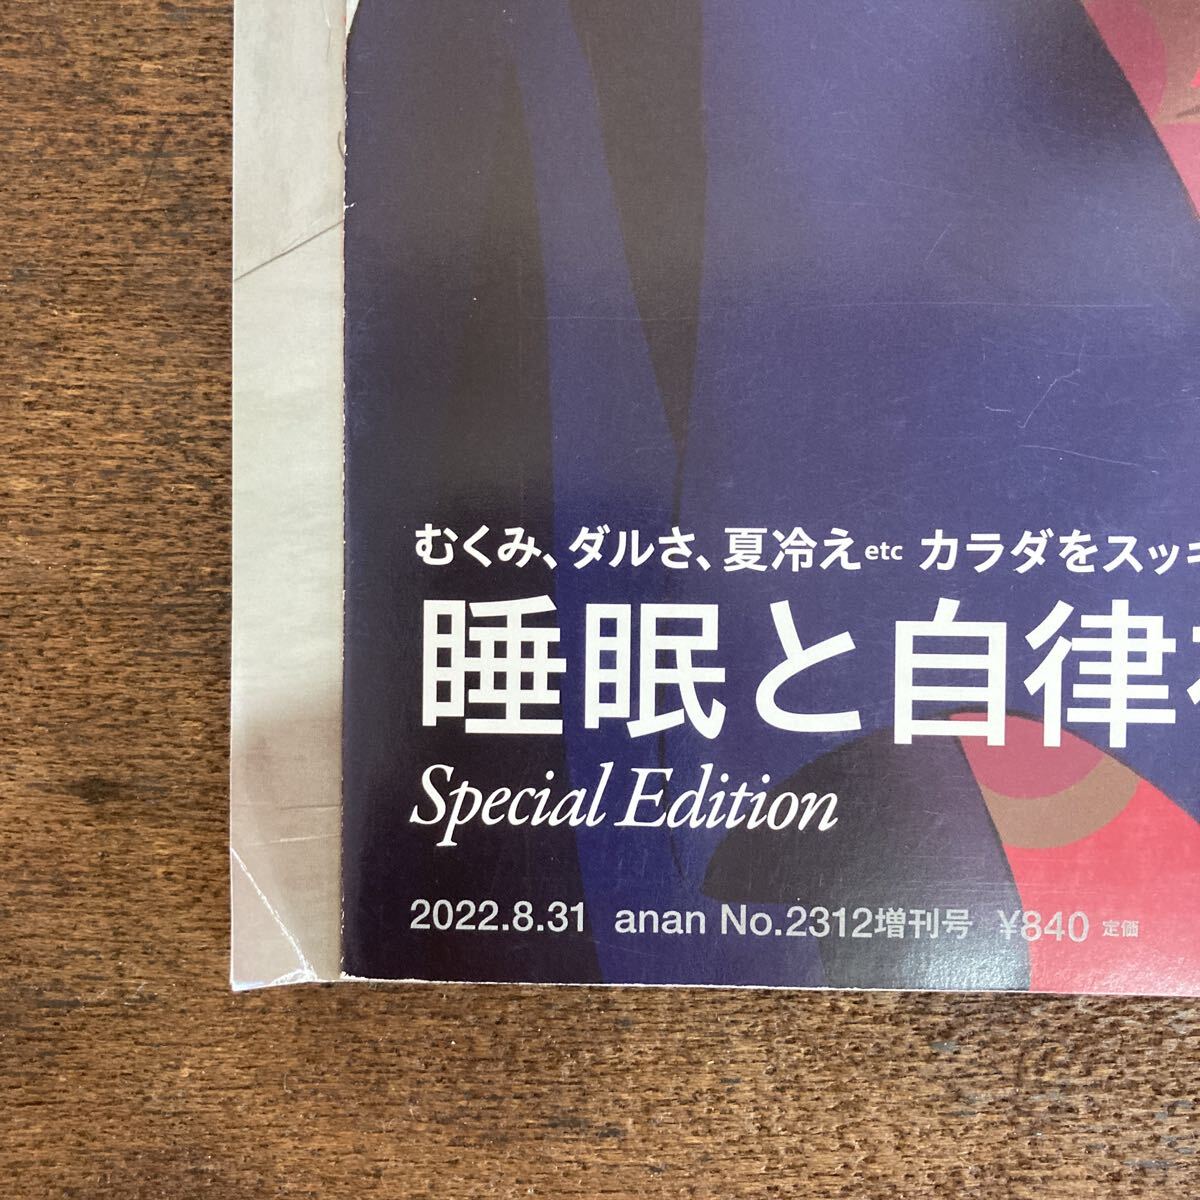 むくみ、ダルさ、夏冷えetc カラダをスッキ
睡眠と自律
Special Edition
2022.8.31 anan No.2312増刊号 ¥840 定価